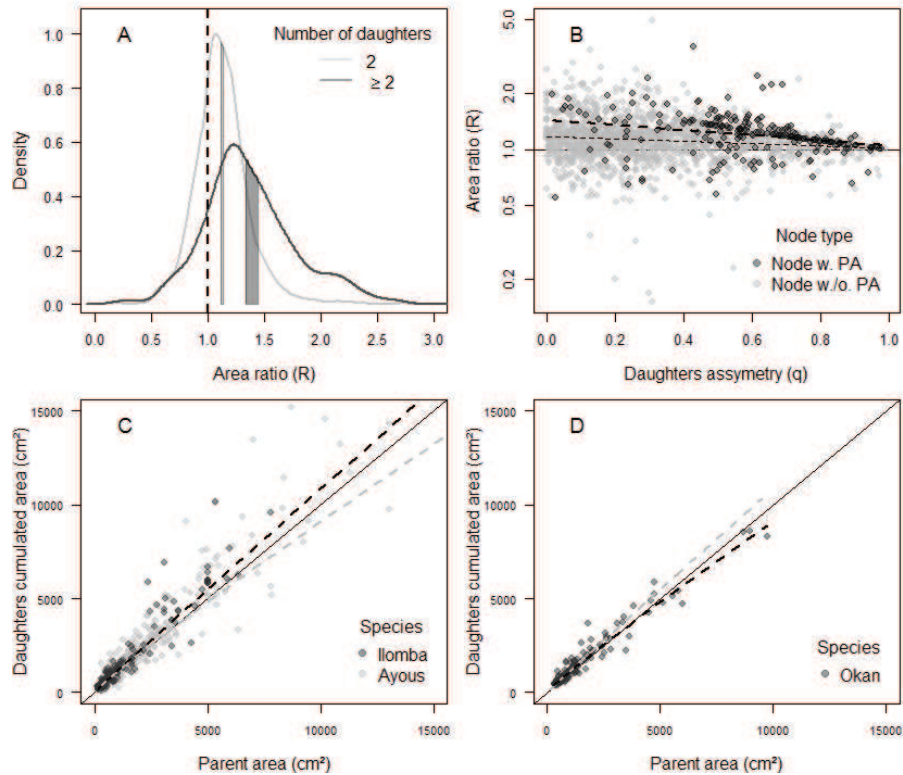 A
Number of daughters
2
≥ 2
Density
0.0
0.2
0.4
0.6
0.8
1.0
0.0 0.5 1.0 1.5 2.0 2.5 3.0
Area ratio (R)
B
Area ratio (R)
0.2
0.5
1.0
2.0
5.0
Node type
Node w. PA
Node w./o. PA
0.0 0.2 0.4 0.6 0.8 1.0
Daughters assymetry (q)
C
Daughters cumulated area (cm²)
0
5000
10000
15000
Species
Ilomba
Ayous
0 5000 10000 15000
Parent area (cm²)
D
Daughters cumulated area (cm²)
0
5000
10000
15000
Species
Okan
0 5000 10000 15000
Parent area (cm²)